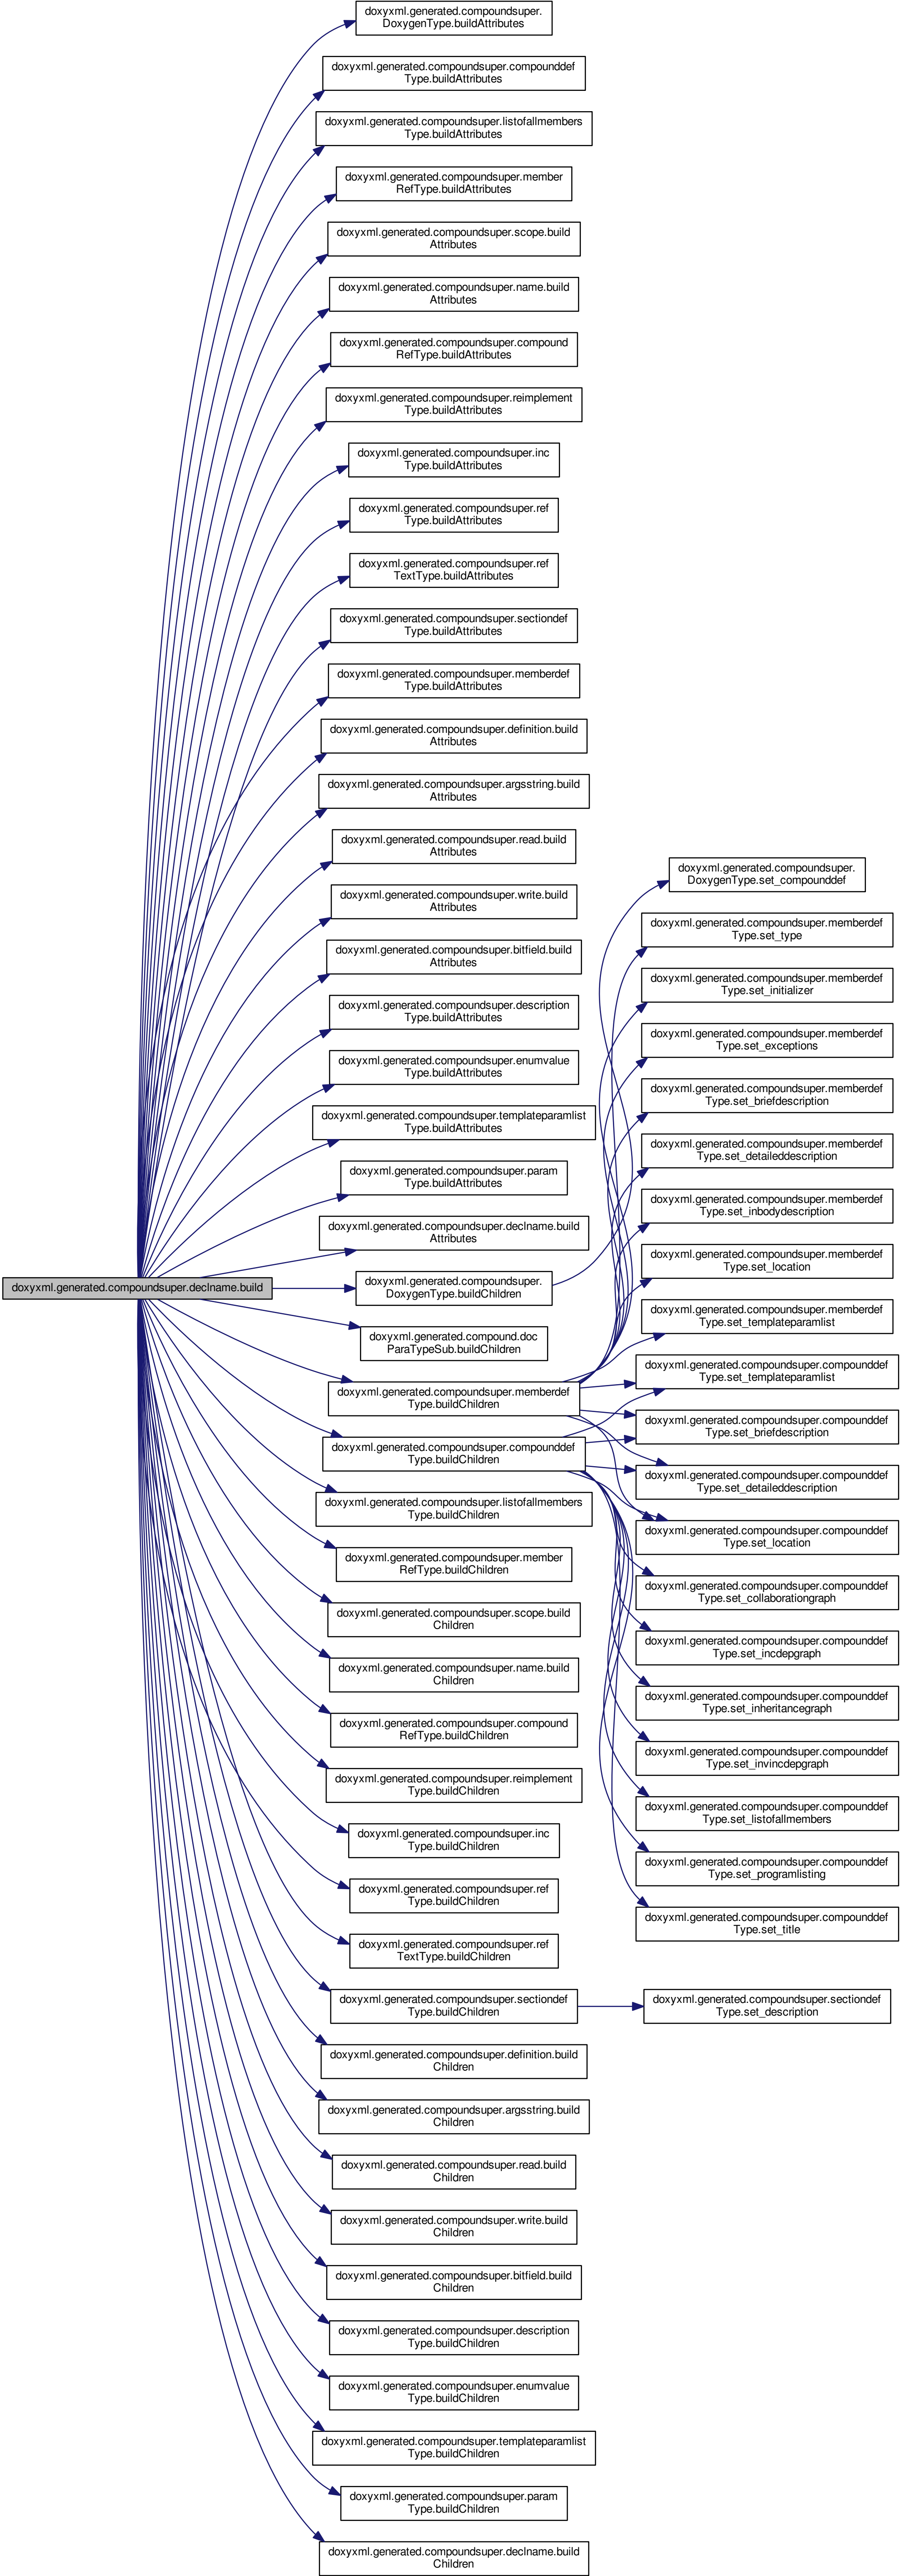 doxyxml.generated.compoundsuper.
DoxygenType.buildAttributes
doxyxml.generated.compoundsuper.compounddef
Type.buildAttributes
doxyxml.generated.compoundsuper.listofallmembers
Type.buildAttributes
doxyxml.generated.compoundsuper.member
RefType.buildAttributes
doxyxml.generated.compoundsuper.scope.build
Attributes
doxyxml.generated.compoundsuper.name.build
Attributes
doxyxml.generated.compoundsuper.compound
RefType.buildAttributes
doxyxml.generated.compoundsuper.reimplement
Type.buildAttributes
doxyxml.generated.compoundsuper.inc
Type.buildAttributes
doxyxml.generated.compoundsuper.ref
Type.buildAttributes
doxyxml.generated.compoundsuper.ref
TextType.buildAttributes
doxyxml.generated.compoundsuper.sectiondef
Type.buildAttributes
doxyxml.generated.compoundsuper.memberdef
Type.buildAttributes
doxyxml.generated.compoundsuper.definition.build
Attributes
doxyxml.generated.compoundsuper.argsstring.build
Attributes
doxyxml.generated.compoundsuper.read.build
Attributes
doxyxml.generated.compoundsuper.write.build
Attributes
doxyxml.generated.compoundsuper.bitfield.build
Attributes
doxyxml.generated.compoundsuper.description
Type.buildAttributes
doxyxml.generated.compoundsuper.enumvalue
Type.buildAttributes
doxyxml.generated.compoundsuper.templateparamlist
Type.buildAttributes
doxyxml.generated.compoundsuper.param
Type.buildAttributes
doxyxml.generated.compoundsuper.declname.build
Attributes
doxyxml.generated.compoundsuper.declname.build
doxyxml.generated.compoundsuper.
DoxygenType.buildChildren
doxyxml.generated.compound.doc
ParaTypeSub.buildChildren
doxyxml.generated.compoundsuper.memberdef
Type.buildChildren
doxyxml.generated.compoundsuper.compounddef
Type.buildChildren
doxyxml.generated.compoundsuper.listofallmembers
Type.buildChildren
doxyxml.generated.compoundsuper.member
RefType.buildChildren
doxyxml.generated.compoundsuper.scope.build
Children
doxyxml.generated.compoundsuper.name.build
Children
doxyxml.generated.compoundsuper.compound
RefType.buildChildren
doxyxml.generated.compoundsuper.reimplement
Type.buildChildren
doxyxml.generated.compoundsuper.inc
Type.buildChildren
doxyxml.generated.compoundsuper.ref
Type.buildChildren
doxyxml.generated.compoundsuper.ref
TextType.buildChildren
doxyxml.generated.compoundsuper.sectiondef
Type.buildChildren
doxyxml.generated.compoundsuper.definition.build
Children
doxyxml.generated.compoundsuper.argsstring.build
Children
doxyxml.generated.compoundsuper.read.build
Children
doxyxml.generated.compoundsuper.write.build
Children
doxyxml.generated.compoundsuper.bitfield.build
Children
doxyxml.generated.compoundsuper.description
Type.buildChildren
doxyxml.generated.compoundsuper.enumvalue
Type.buildChildren
doxyxml.generated.compoundsuper.templateparamlist
Type.buildChildren
doxyxml.generated.compoundsuper.param
Type.buildChildren
doxyxml.generated.compoundsuper.declname.build
Children
doxyxml.generated.compoundsuper.
DoxygenType.set_compounddef
doxyxml.generated.compoundsuper.memberdef
Type.set_type
doxyxml.generated.compoundsuper.memberdef
Type.set_initializer
doxyxml.generated.compoundsuper.memberdef
Type.set_exceptions
doxyxml.generated.compoundsuper.memberdef
Type.set_briefdescription
doxyxml.generated.compoundsuper.memberdef
Type.set_detaileddescription
doxyxml.generated.compoundsuper.memberdef
Type.set_inbodydescription
doxyxml.generated.compoundsuper.memberdef
Type.set_location
doxyxml.generated.compoundsuper.memberdef
Type.set_templateparamlist
doxyxml.generated.compoundsuper.compounddef
Type.set_templateparamlist
doxyxml.generated.compoundsuper.compounddef
Type.set_briefdescription
doxyxml.generated.compoundsuper.compounddef
Type.set_detaileddescription
doxyxml.generated.compoundsuper.compounddef
Type.set_location
doxyxml.generated.compoundsuper.compounddef
Type.set_collaborationgraph
doxyxml.generated.compoundsuper.compounddef
Type.set_incdepgraph
doxyxml.generated.compoundsuper.compounddef
Type.set_inheritancegraph
doxyxml.generated.compoundsuper.compounddef
Type.set_invincdepgraph
doxyxml.generated.compoundsuper.compounddef
Type.set_listofallmembers
doxyxml.generated.compoundsuper.compounddef
Type.set_programlisting
doxyxml.generated.compoundsuper.compounddef
Type.set_title
doxyxml.generated.compoundsuper.sectiondef
Type.set_description